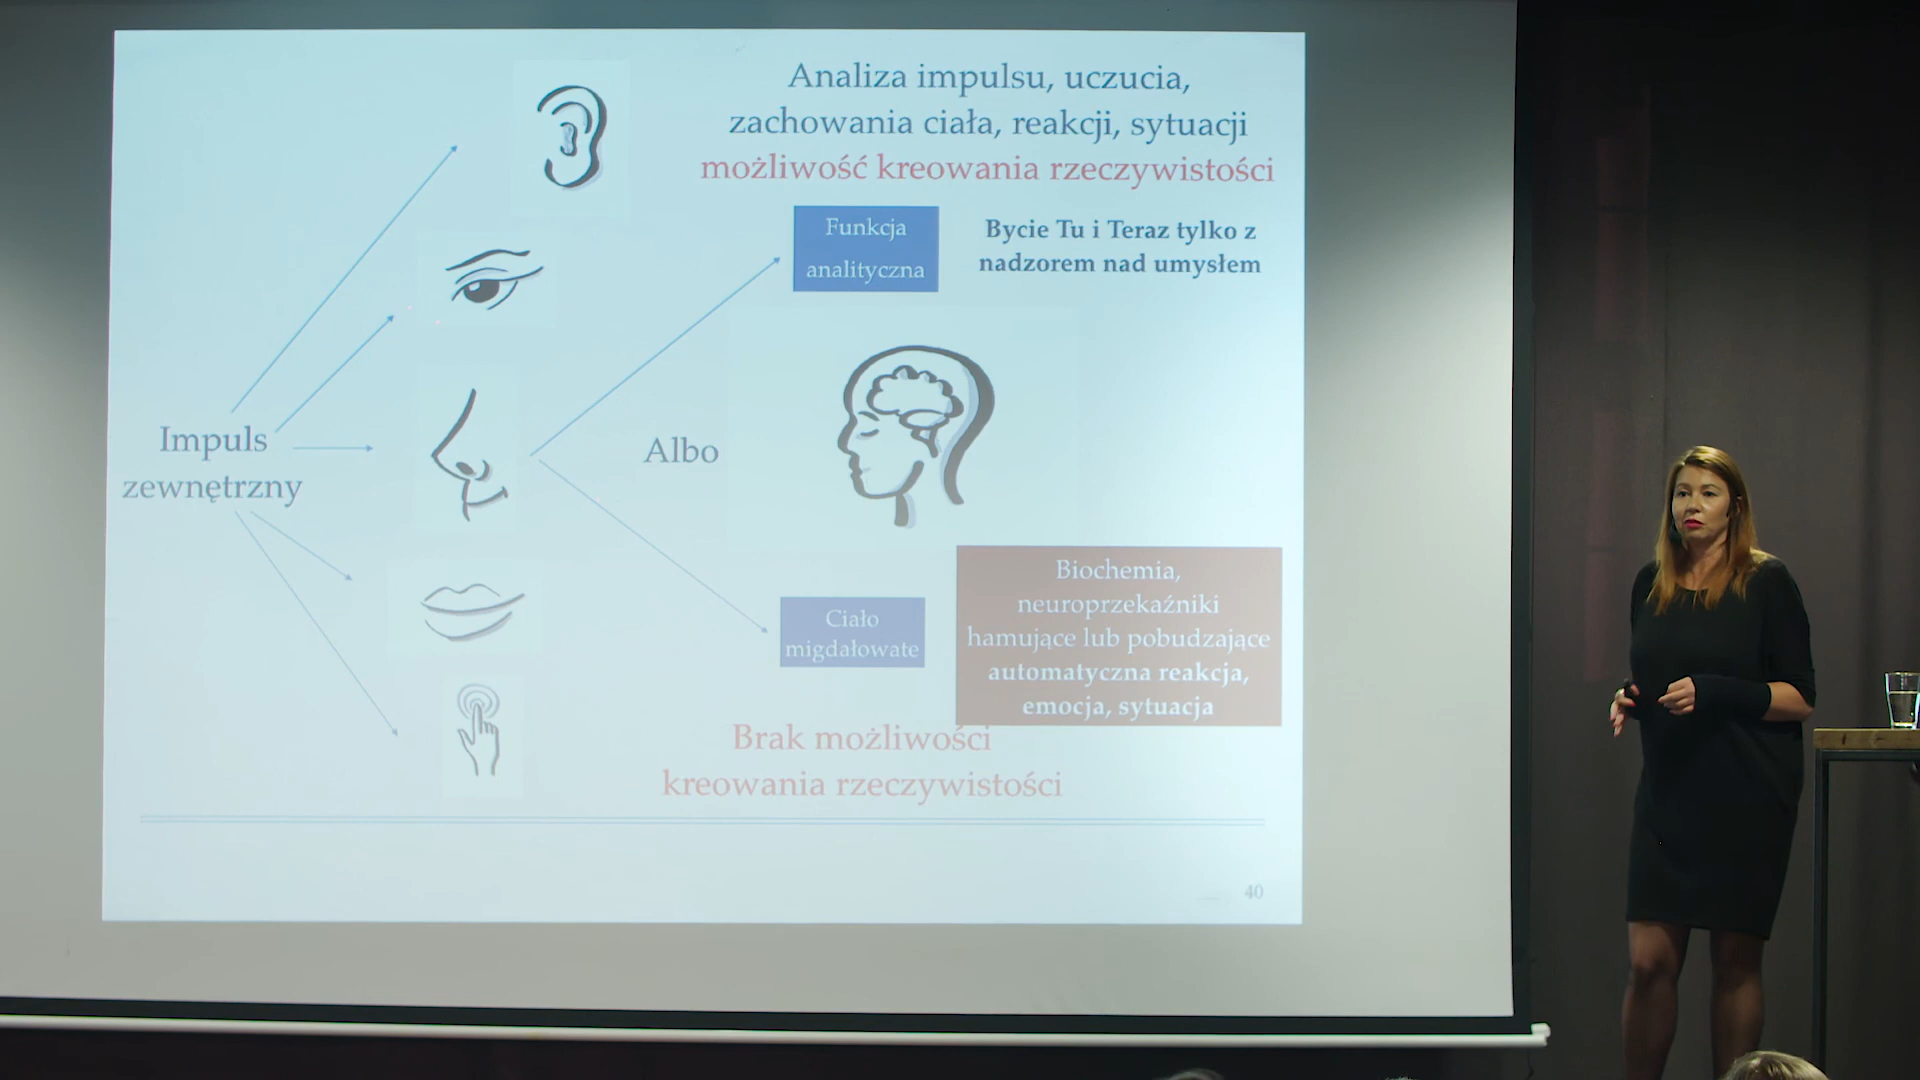 Analiza impulsu, uczucia,
zachowania ciała, reakcji, sytuacji
możliwość kreowania rzeczywistości
Funkcja
analityczna
Bycie Tu i Teraz tylko z
nadzorem nad umysłem
Impuls
zewnętrzny
Albo
Ciało
migdałowate
Biochemia,
neuroprzekaźniki
hamujące lub pobudzające
automatyczna reakcja,
emocja, sytuacja
Brak możliwości
kreowania rzeczywistości
40